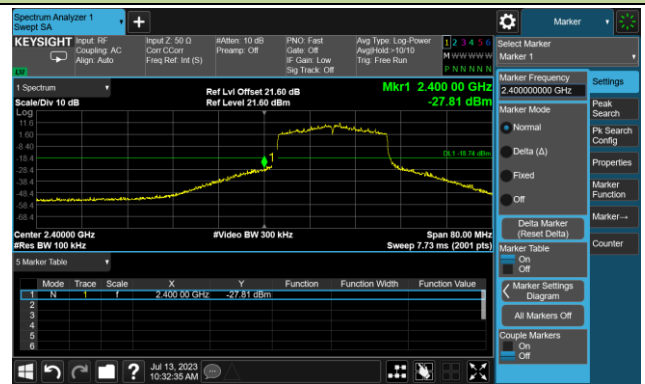 Spectrum Analyzer 1
Swept SA
Marker
KEYSIGHT
Input: RF
Coupling: AC
Align: Auto
Input Z: 50 Ω
Corr CCorr
Freq Ref: Int (S)
#Atten: 10 dB
Preamp: Off
PNO: Fast
Gate: Off
IF Gain: Low
Sig Track: Off
Avg Type: Log-Power
Avg|Hold:>10/10
Trig: Free Run
1 2 3 4 5 6
M W W W W W
P N N N N N
LXI
Select Marker
Marker 1
1 Spectrum
Scale/Div 10 dB
Log
Ref Lvl Offset 21.60 dB
Ref Level 21.60 dBm
Mkr1 2.400 00 GHz
-27.81 dBm
11.6
1.60
-8.40
-18.4
-28.4
-38.4
-48.4
-58.4
-68.4
1
DL1 -18.74 dBm
Center 2.40000 GHz
#Res BW 100 kHz
#Video BW 300 kHz
Span 80.00 MHz
Sweep 7.73 ms (2001 pts)
5 Marker Table
Mode Trace Scale X Y Function Function Width Function Value
1 N 1 f 2.400 00 GHz -27.81 dBm
2
3
4
5
6
Marker Frequency
2.400000000 GHz
Marker Mode
Normal
Delta (Δ)
Fixed
Off
Delta Marker
(Reset Delta)
Marker Table
On
Off
Marker Settings
Diagram
All Markers Off
Couple Markers
On
Off
Settings
Peak
Search
Pk Search
Config
Properties
Marker
Function
Marker→
Counter
?
Jul 13, 2023
10:32:35 AM